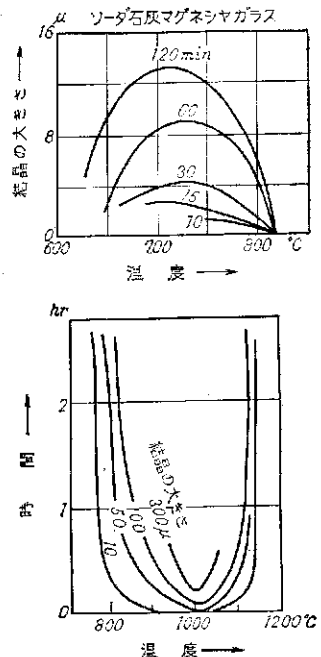 μ ソーダ石灰マグネシヤガラス
16
120min
60
8
30
15
10
0
結晶の大きさ→
600 700 800 °C
温度→
hr
2
1
0
時間→
結晶の大きさ
300μ
100
50
10
800 1000 1200°C
温度→